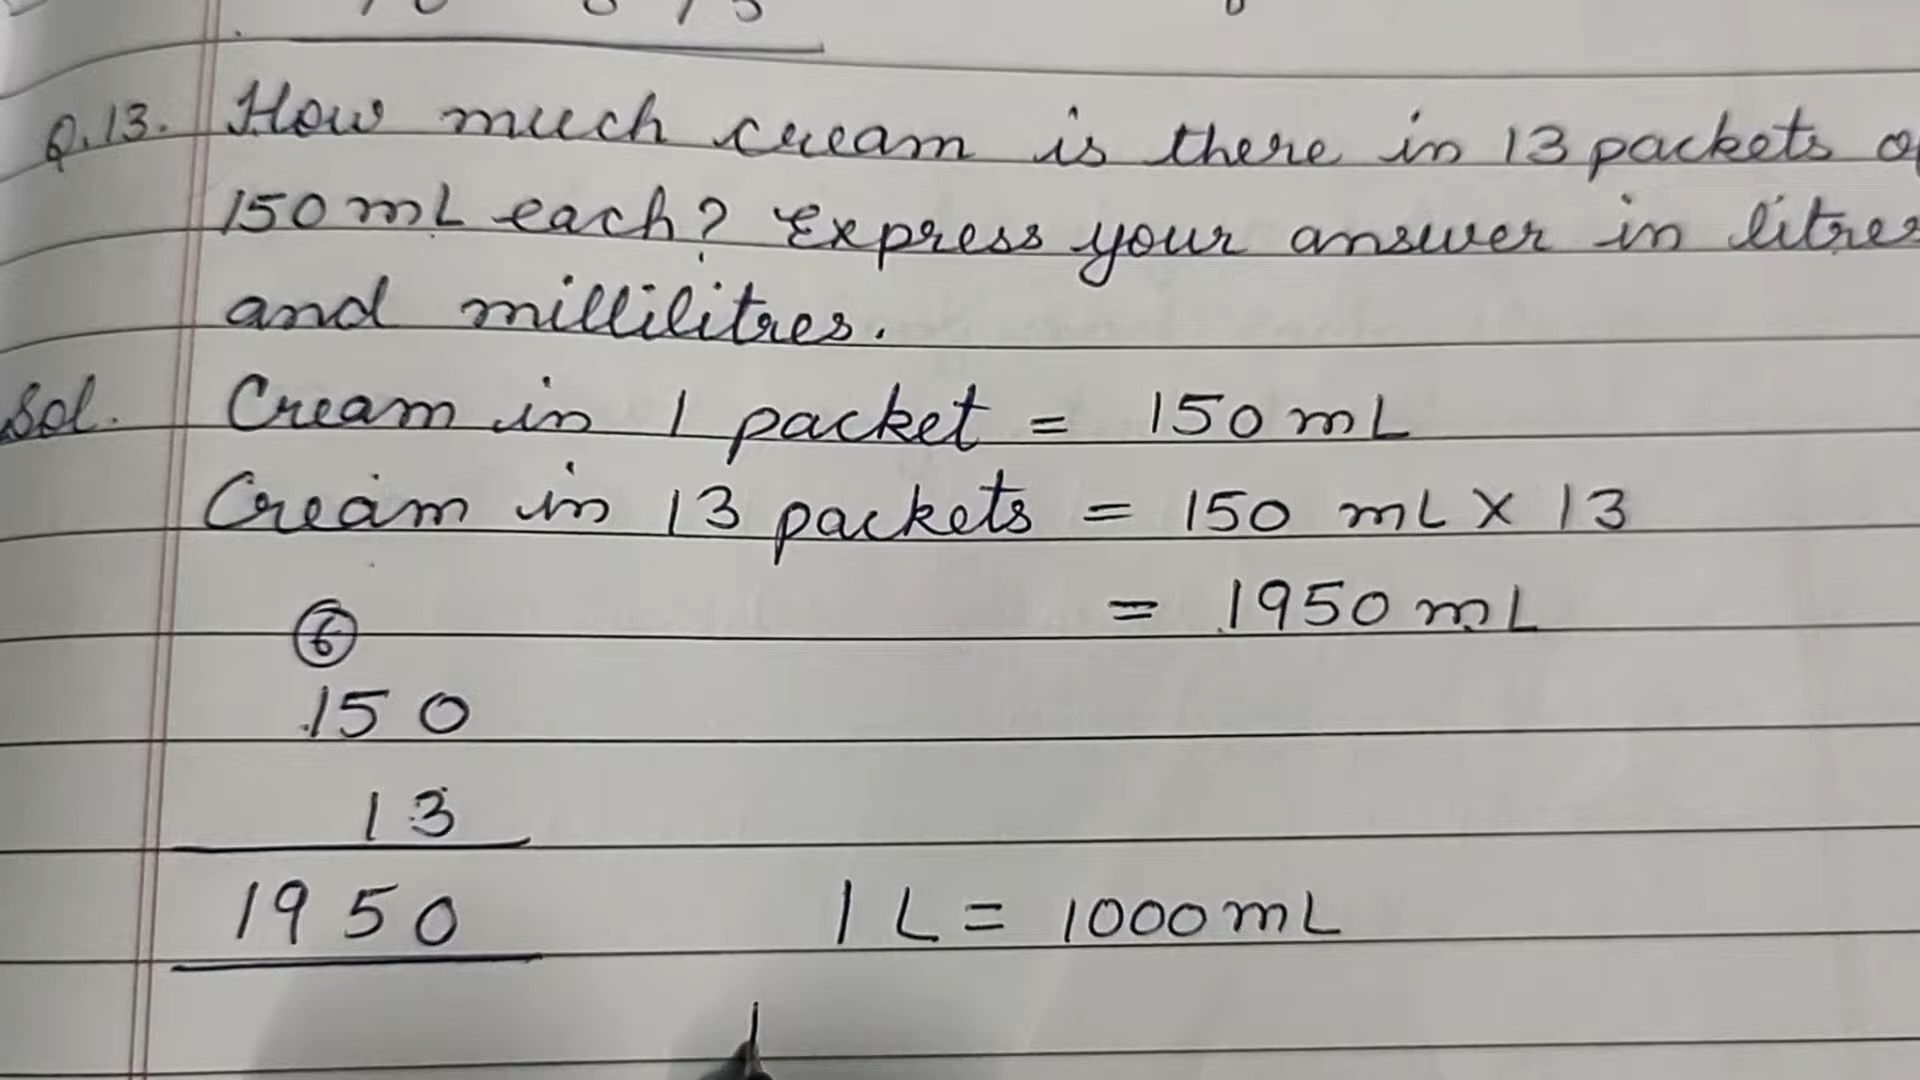 Q.13. How much cream is there in 13 packets
150 mL each? Express your answer in litres
and millilitres.
Sol. Cream in 1 packet = 150 mL
Cream in 13 packets = 150 mL × 13
= 1950 mL
6
150
13
1950 1 L = 1000 mL